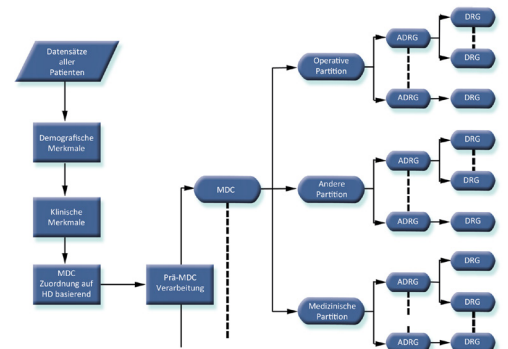 Datensätze
aller
Patienten
Demografische
Merkmale
Klinische
Merkmale
MDC
Zuordnung auf
HD basierend
Prä-MDC
Verarbeitung
MDC
Operative
Partition
ADRG
DRG
DRG
ADRG
DRG
Andere
Partition
ADRG
DRG
DRG
ADRG
DRG
Medizinische
Partition
ADRG
DRG
DRG
ADRG
DRG